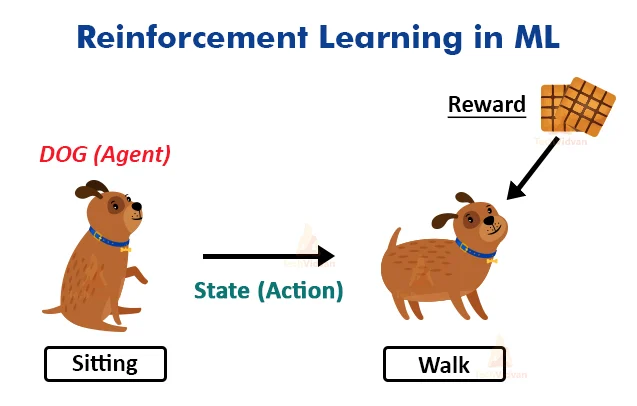 Reinforcement Learning in ML
Reward
DOG (Agent)
State (Action)
Sitting
Walk